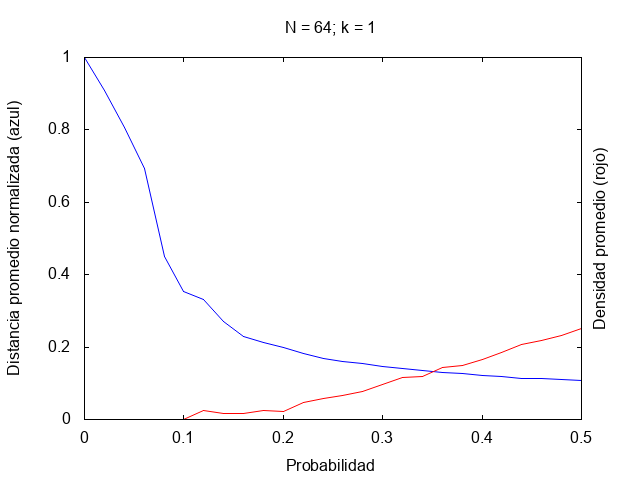 N = 64; k = 1
Distancia promedio normalizada (azul)
1
0.8
0.6
0.4
0.2
0
0 0.1 0.2 0.3 0.4 0.5
Probabilidad
Densidad promedio (rojo)